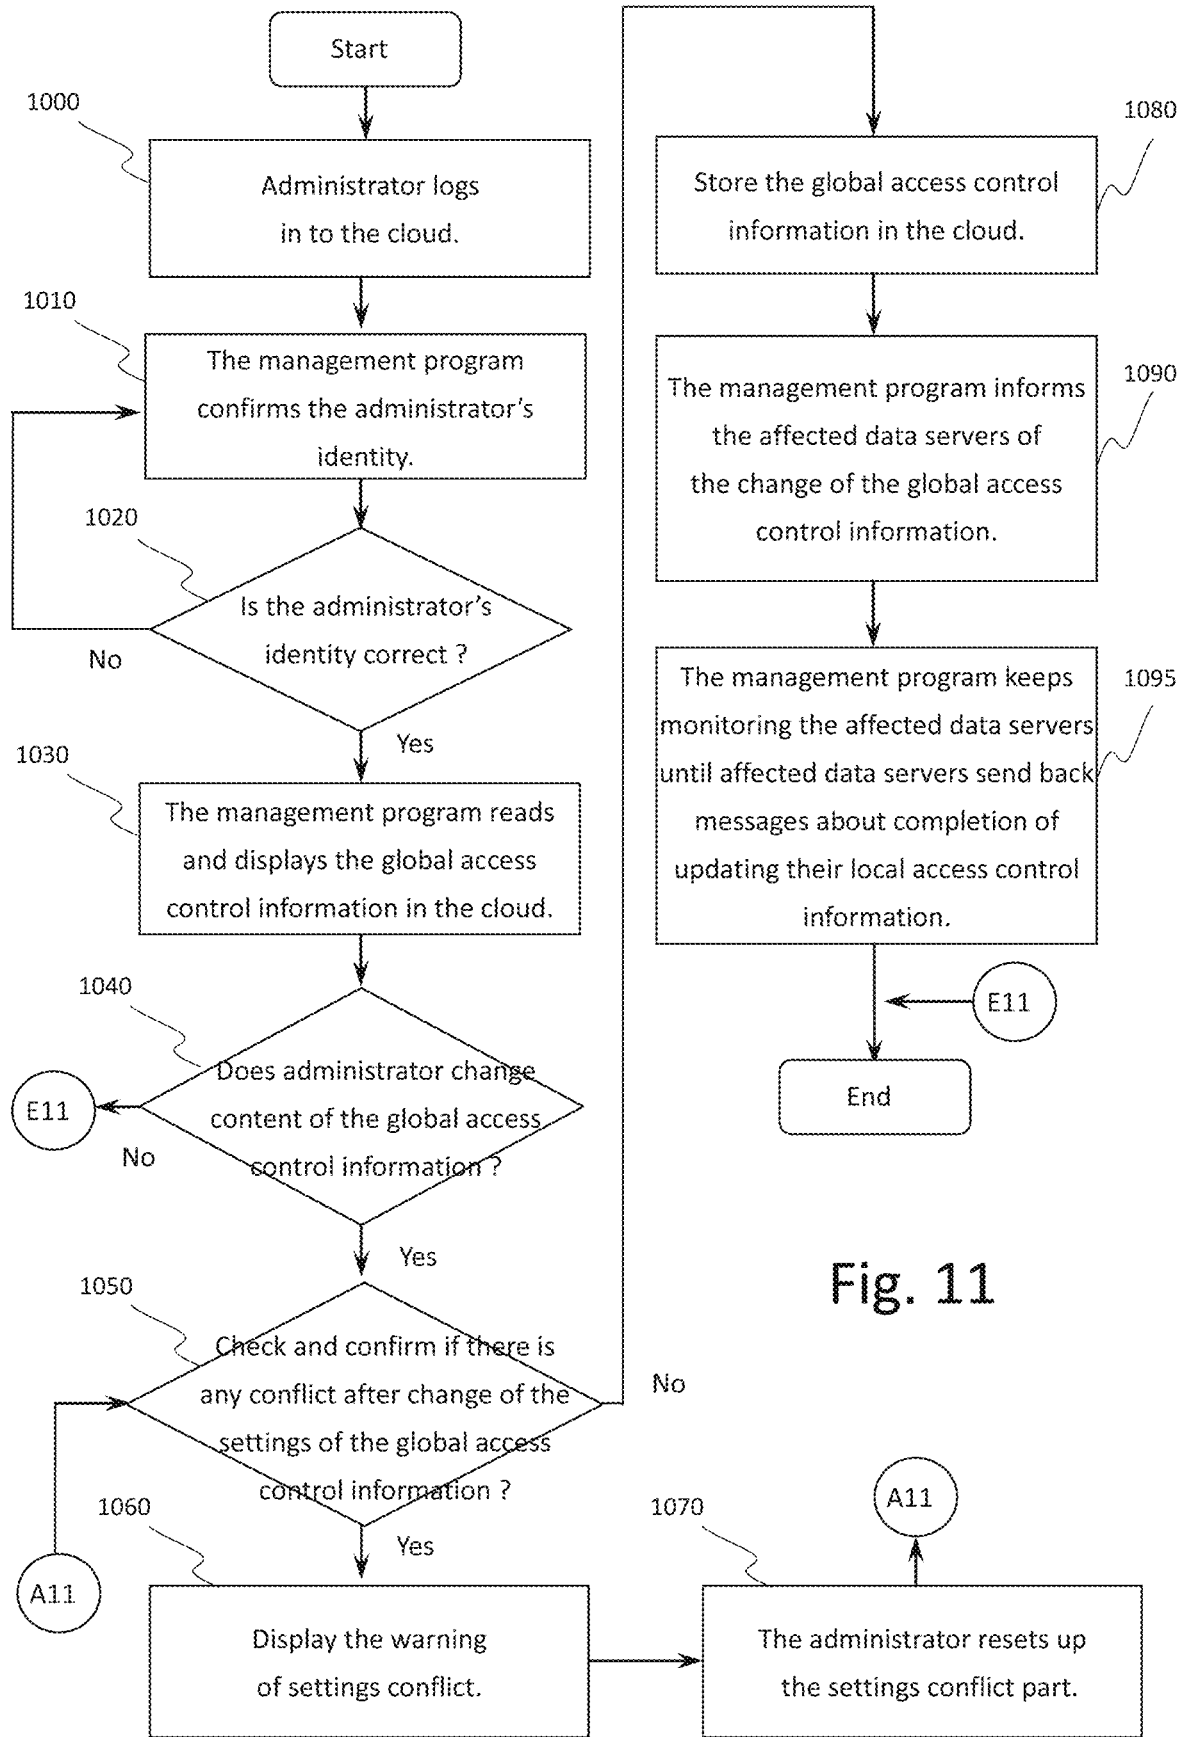 Start
1000
Administrator logs
in to the cloud.
1010
The management program
confirms the administrator's
identity.
1020
Is the administrator's
identity correct ?
No
Yes
1030
The management program reads
and displays the global access
control information in the cloud.
1040
Does administrator change
content of the global access
control information ?
E11
No
Yes
1050
Check and confirm if there is
any conflict after change of the
settings of the global access
control information ?
No
A11
Yes
1060
Display the warning
of settings conflict.
1070
The administrator resets up
the settings conflict part.
A11
1080
Store the global access control
information in the cloud.
1090
The management program informs
the affected data servers of
the change of the global access
control information.
1095
The management program keeps
monitoring the affected data servers
until affected data servers send back
messages about completion of
updating their local access control
information.
E11
End
Fig. 11